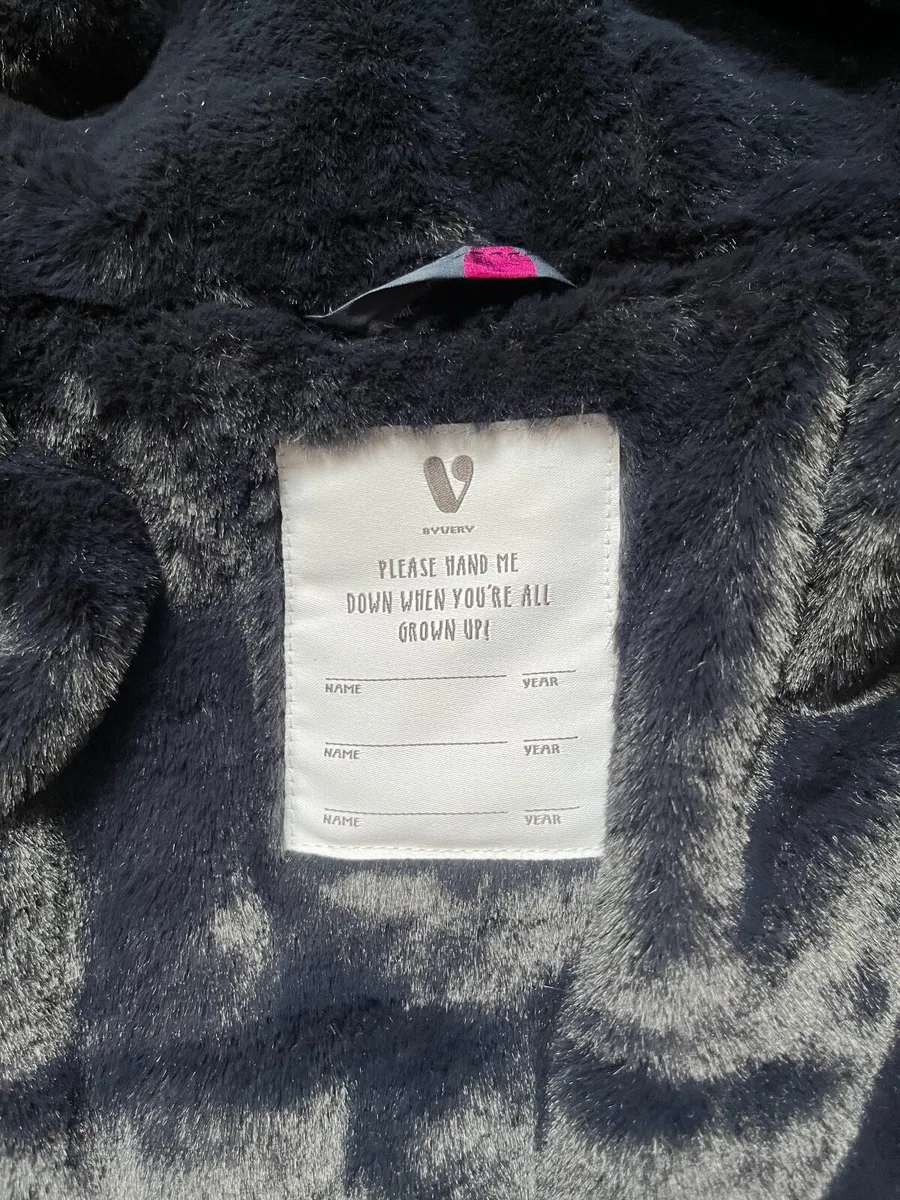 V
BYVERY
PLEASE HAND ME
DOWN WHEN YOU'RE ALL
GROWN UP!
NAME YEAR
NAME YEAR
NAME YEAR